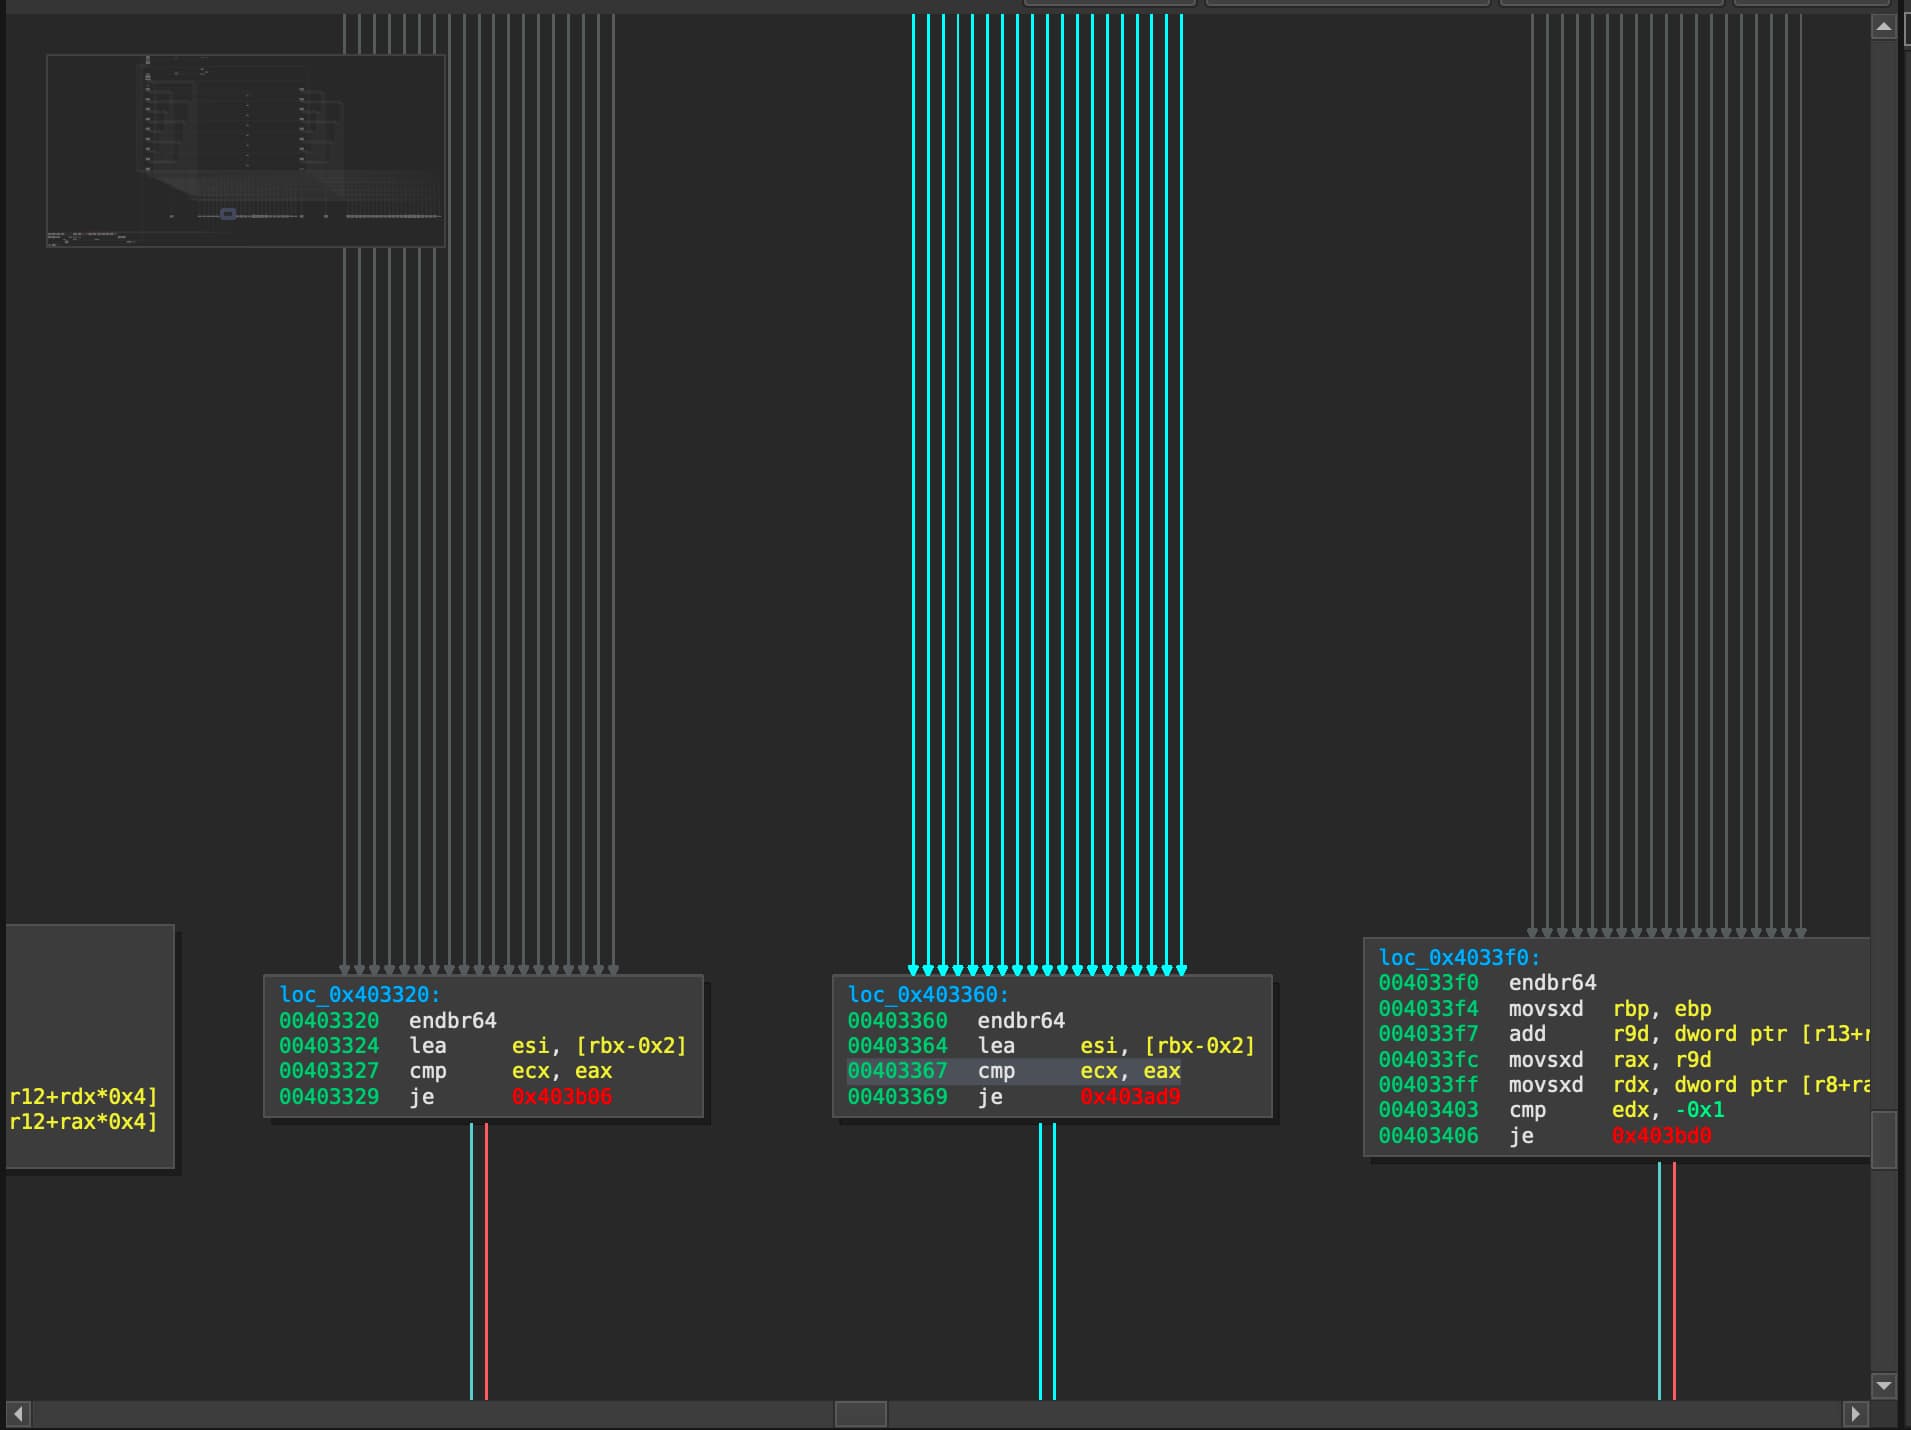 r12+rdx*0x4]
r12+rax*0x4]
loc_0x403320:
00403320 endbr64
00403324 lea esi, [rbx-0x2]
00403327 cmp ecx, eax
00403329 je 0x403b06
loc_0x403360:
00403360 endbr64
00403364 lea esi, [rbx-0x2]
00403367 cmp ecx, eax
00403369 je 0x403ad9
loc_0x4033f0:
004033f0 endbr64
004033f4 movsxd rbp, ebp
004033f7 add r9d, dword ptr [r13+r
004033fc movsxd rax, r9d
004033ff movsxd rdx, dword ptr [r8+ra
00403403 cmp edx, -0x1
00403406 je 0x403bd0